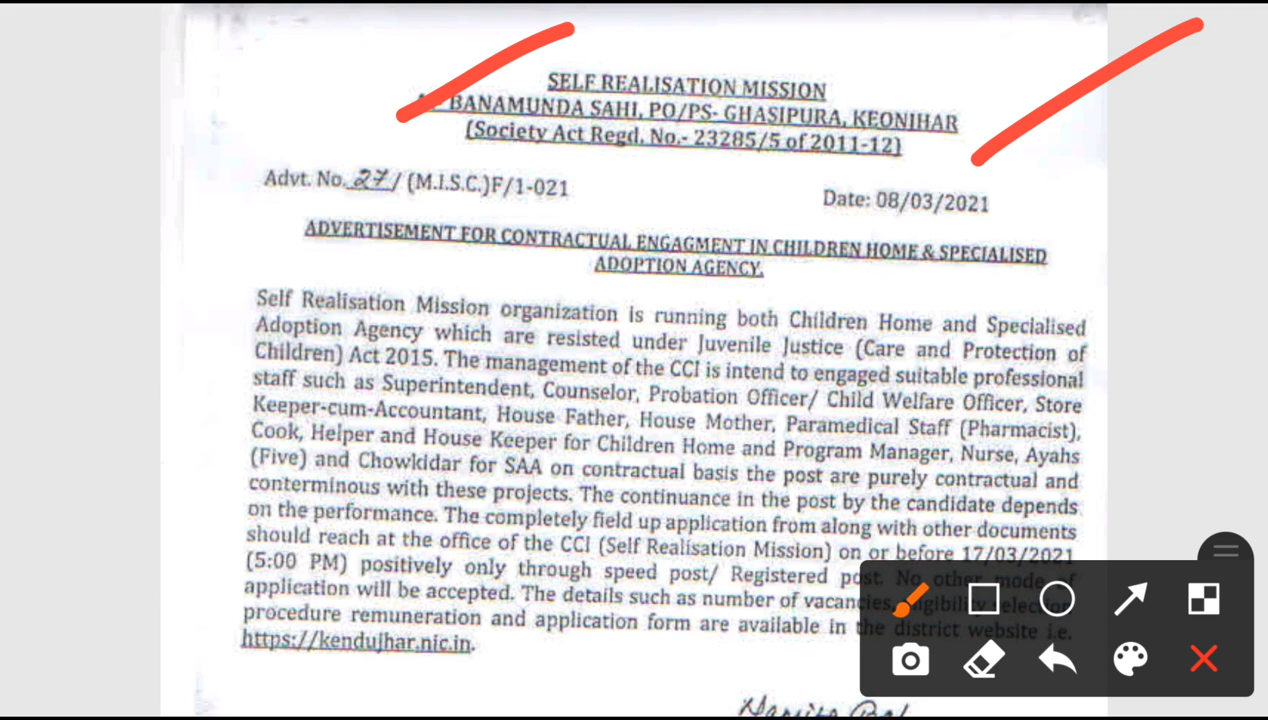 SELF REALISATION MISSION
BANAMUNDA SAHI, PO/PS- GHASIPURA, KEONJHAR
(Society Act Regd. No.- 23285/5 of 2011-12)
Advt. No. 27/ (M.I.S.C.)F/1-021
Date: 08/03/2021
ADVERTISEMENT FOR CONTRACTUAL ENGAGMENT IN CHILDREN HOME & SPECIALISED
ADOPTION AGENCY.
Self Realisation Mission organization is running both Children Home and Specialised
Adoption Agency which are resisted under Juvenile Justice (Care and Protection of
Children) Act 2015. The management of the CCI is intend to engaged suitable professional
staff such as Superintendent, Counselor, Probation Officer/ Child Welfare Officer, Store
Keeper-cum-Accountant, House Father, House Mother, Paramedical Staff (Pharmacist),
Cook, Helper and House Keeper for Children Home and Program Manager, Nurse, Ayahs
(Five) and Chowkidar for SAA on contractual basis the post are purely contractual and
conterminous with these projects. The continuance in the post by the candidate depends
on the performance. The completely field up application from along with other documents
should reach at the office of the CCI (Self Realisation Mission) on or before 17/03/2021
(5:00 PM) positively only through speed post/ Registered post. No other mode of
application will be accepted. The details such as number of vacancies, eligibility selection
procedure remuneration and application form are available in the district website i.e.
https://kendujhar.nic.in.